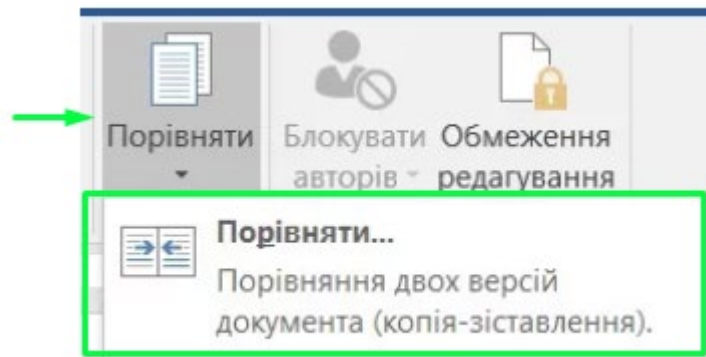 Порівняти
Блокувати
авторів
Обмеження
редагування
Порівняти...
Порівняння двох версій
документа (копія-зіставлення).